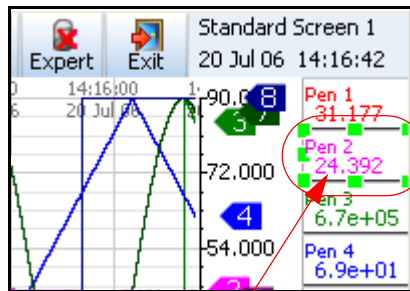 Standard Screen 1
Expert Exit 20 Jul 06 14:16:42
14:16:00
20 Jul 06
8
3
72.000
4
54.000
Pen 1
31.177
Pen 2
24.392
Pen 3
6.7e+05
Pen 4
6.9e+01